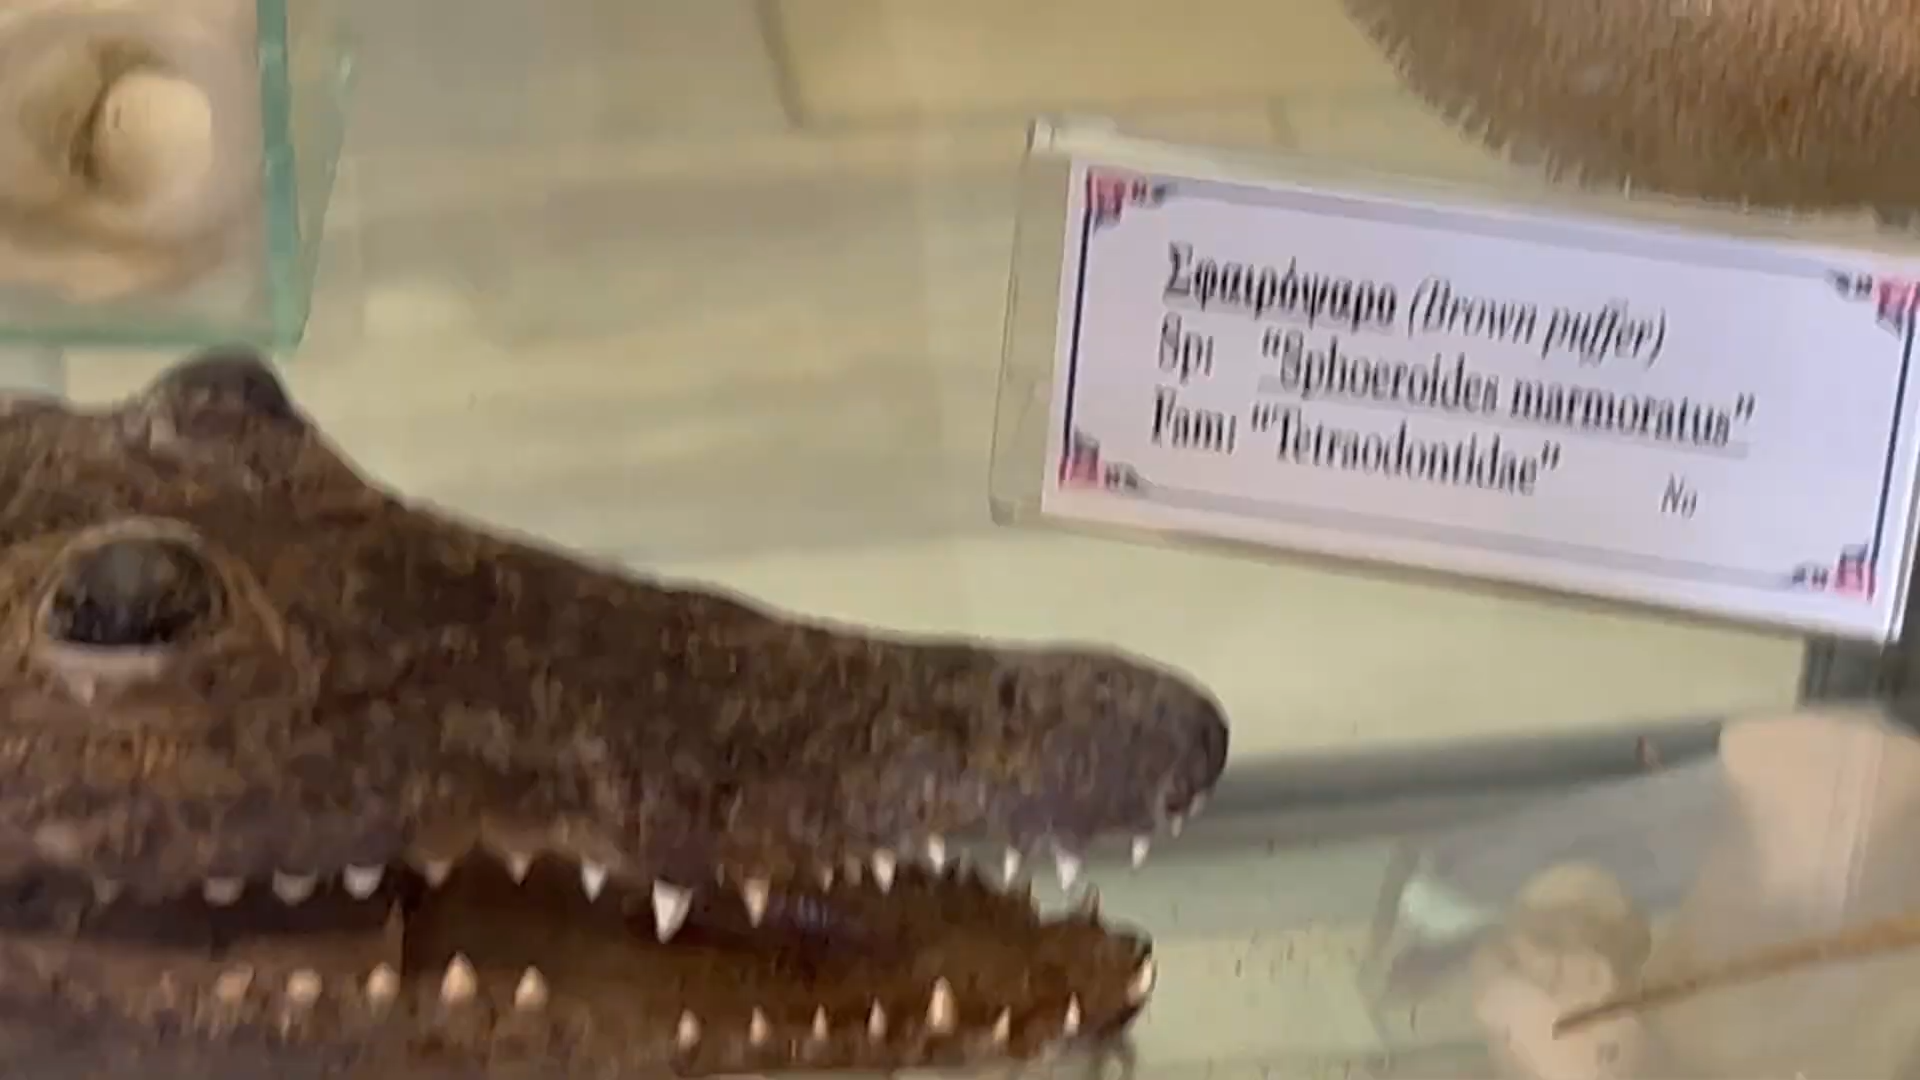 Σφαιρόψαρο (Brown puffer)
Sp: "Sphoeroides marmoratus"
Fam: "Tetraodontidae"
No